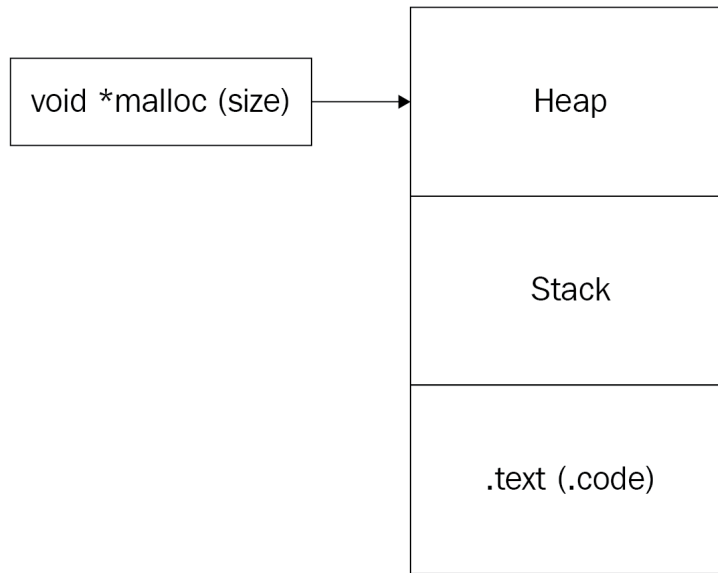 void *malloc (size)
Heap
Stack
.text (.code)